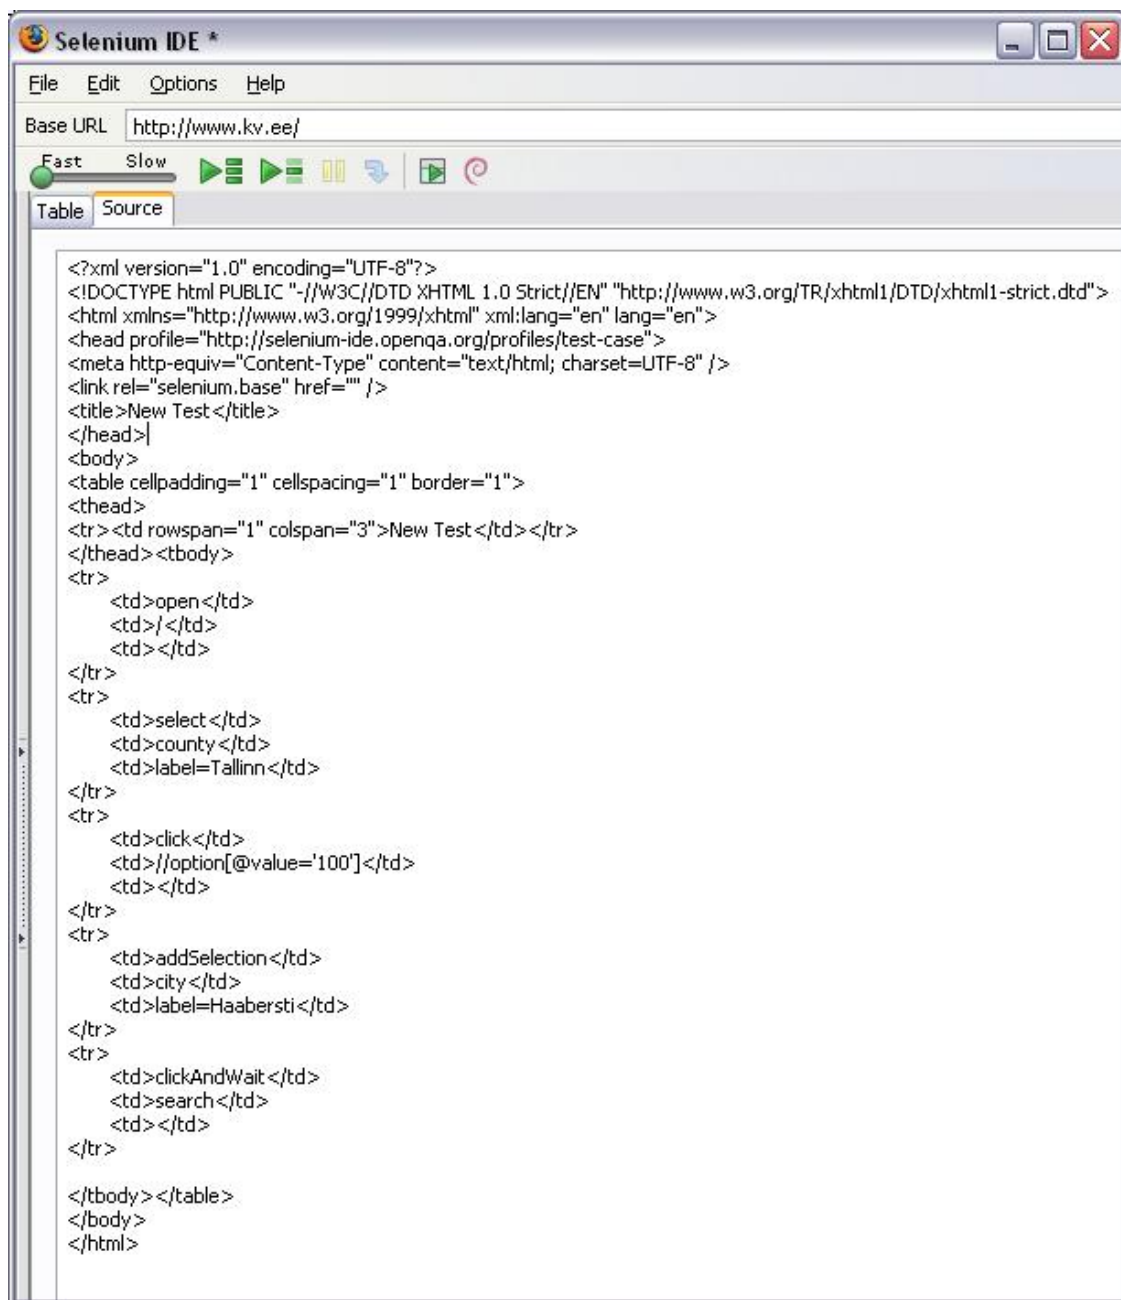 Selenium IDE *
File Edit Options Help
Base URL http://www.kv.ee/
Fast Slow
Table Source
<?xml version="1.0" encoding="UTF-8"?>
<!DOCTYPE html PUBLIC "-//W3C//DTD XHTML 1.0 Strict//EN" "http://www.w3.org/TR/xhtml1/DTD/xhtml1-strict.dtd">
<html xmlns="http://www.w3.org/1999/xhtml" xml:lang="en" lang="en">
<head profile="http://selenium-ide.openqa.org/profiles/test-case">
<meta http-equiv="Content-Type" content="text/html; charset=UTF-8" />
<link rel="selenium.base" href="" />
<title>New Test</title>
</head>
<body>
<table cellpadding="1" cellspacing="1" border="1">
<thead>
<tr><td rowspan="1" colspan="3">New Test</td></tr>
</thead><tbody>
<tr>
<td>open</td>
<td>/</td>
<td></td>
</tr>
<tr>
<td>select</td>
<td>county</td>
<td>label=Tallinn</td>
</tr>
<tr>
<td>click</td>
<td>//option[@value='100']</td>
<td></td>
</tr>
<tr>
<td>addSelection</td>
<td>city</td>
<td>label=Haabersti</td>
</tr>
<tr>
<td>clickAndWait</td>
<td>search</td>
<td></td>
</tr>
</tbody></table>
</body>
</html>